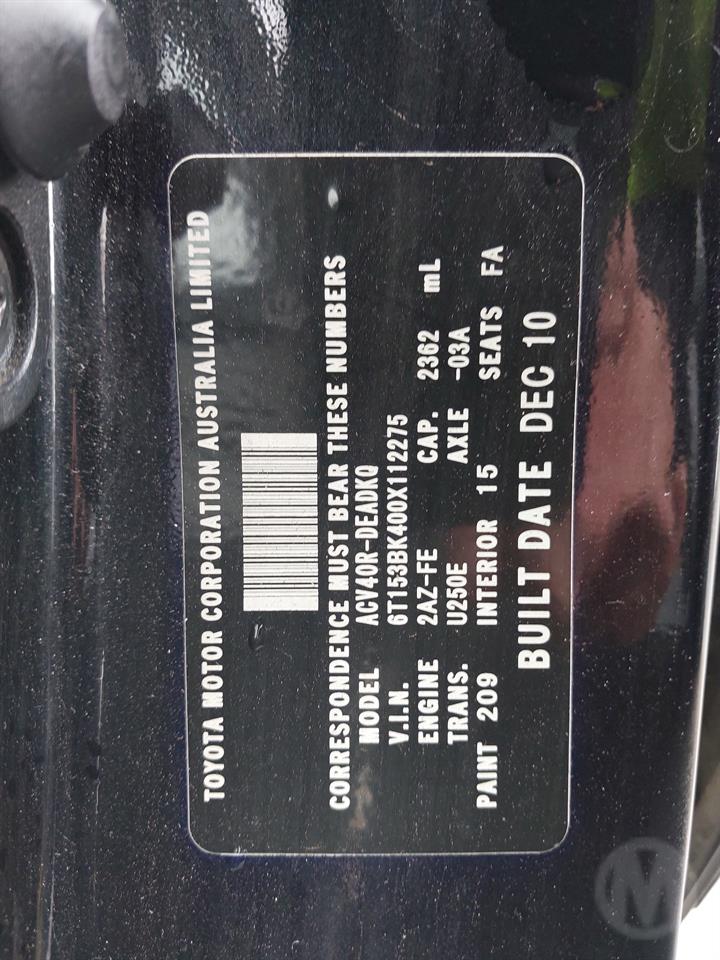 TOYOTA MOTOR CORPORATION AUSTRALIA LIMITED
CORRESPONDENCE MUST BEAR THESE NUMBERS
MODEL ACV40R-DEADKQ
V.I.N. 6T153BK400X112275
ENGINE 2AZ-FE CAP. 2362 mL
TRANS. U250E AXLE -03A
PAINT 209 INTERIOR 15 SEATS FA
BUILT DATE DEC 10
M